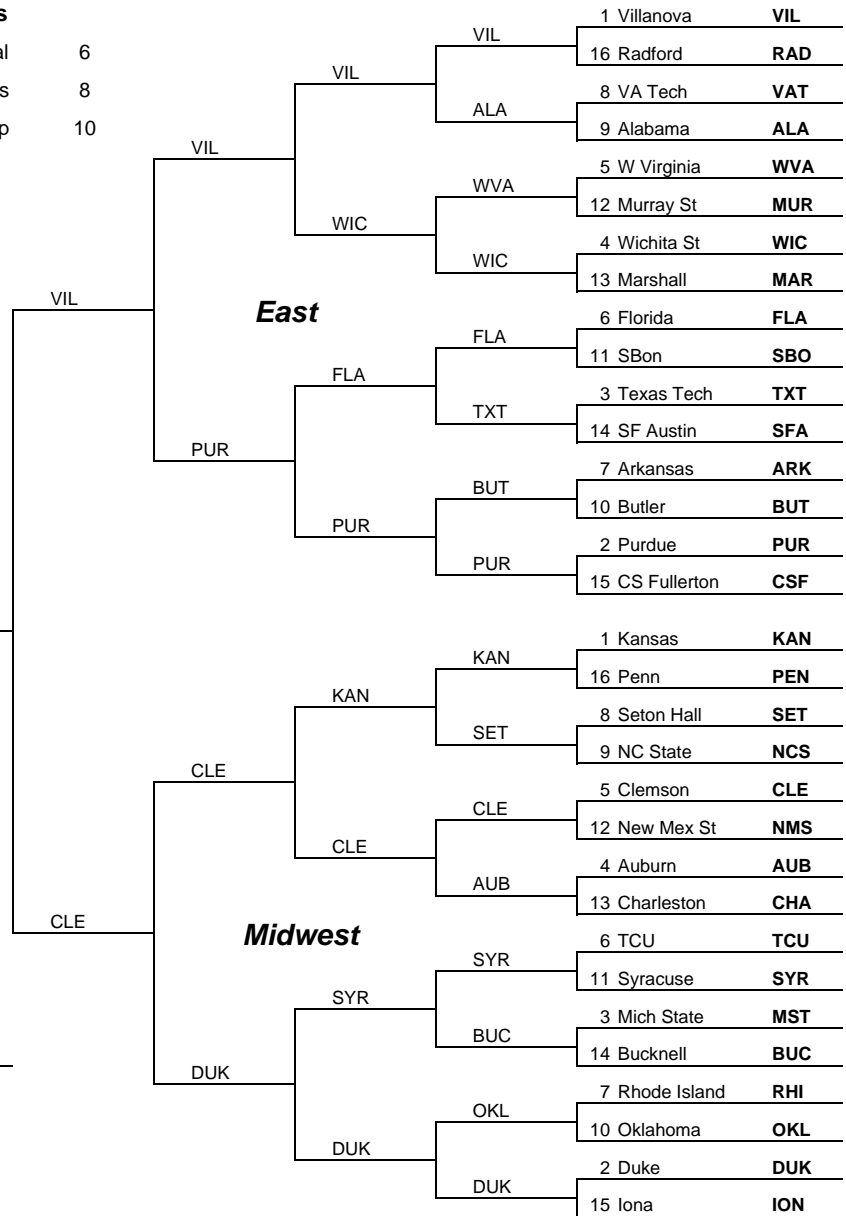 s
al 6
s 8
p 10
1 Villanova VIL
VIL
16 Radford RAD
VIL
8 VA Tech VAT
ALA
9 Alabama ALA
VIL
5 W Virginia WVA
WVA
12 Murray St MUR
WIC
4 Wichita St WIC
WIC
13 Marshall MAR
VIL
East
6 Florida FLA
FLA
11 SBon SBO
FLA
3 Texas Tech TXT
TXT
14 SF Austin SFA
PUR
7 Arkansas ARK
BUT
10 Butler BUT
PUR
2 Purdue PUR
PUR
15 CS Fullerton CSF
1 Kansas KAN
KAN
16 Penn PEN
KAN
8 Seton Hall SET
SET
9 NC State NCS
CLE
5 Clemson CLE
CLE
12 New Mex St NMS
CLE
4 Auburn AUB
AUB
13 Charleston CHA
CLE
Midwest
6 TCU TCU
SYR
11 Syracuse SYR
SYR
3 Mich State MST
BUC
14 Bucknell BUC
DUK
7 Rhode Island RHI
OKL
10 Oklahoma OKL
DUK
2 Duke DUK
DUK
15 Iona ION